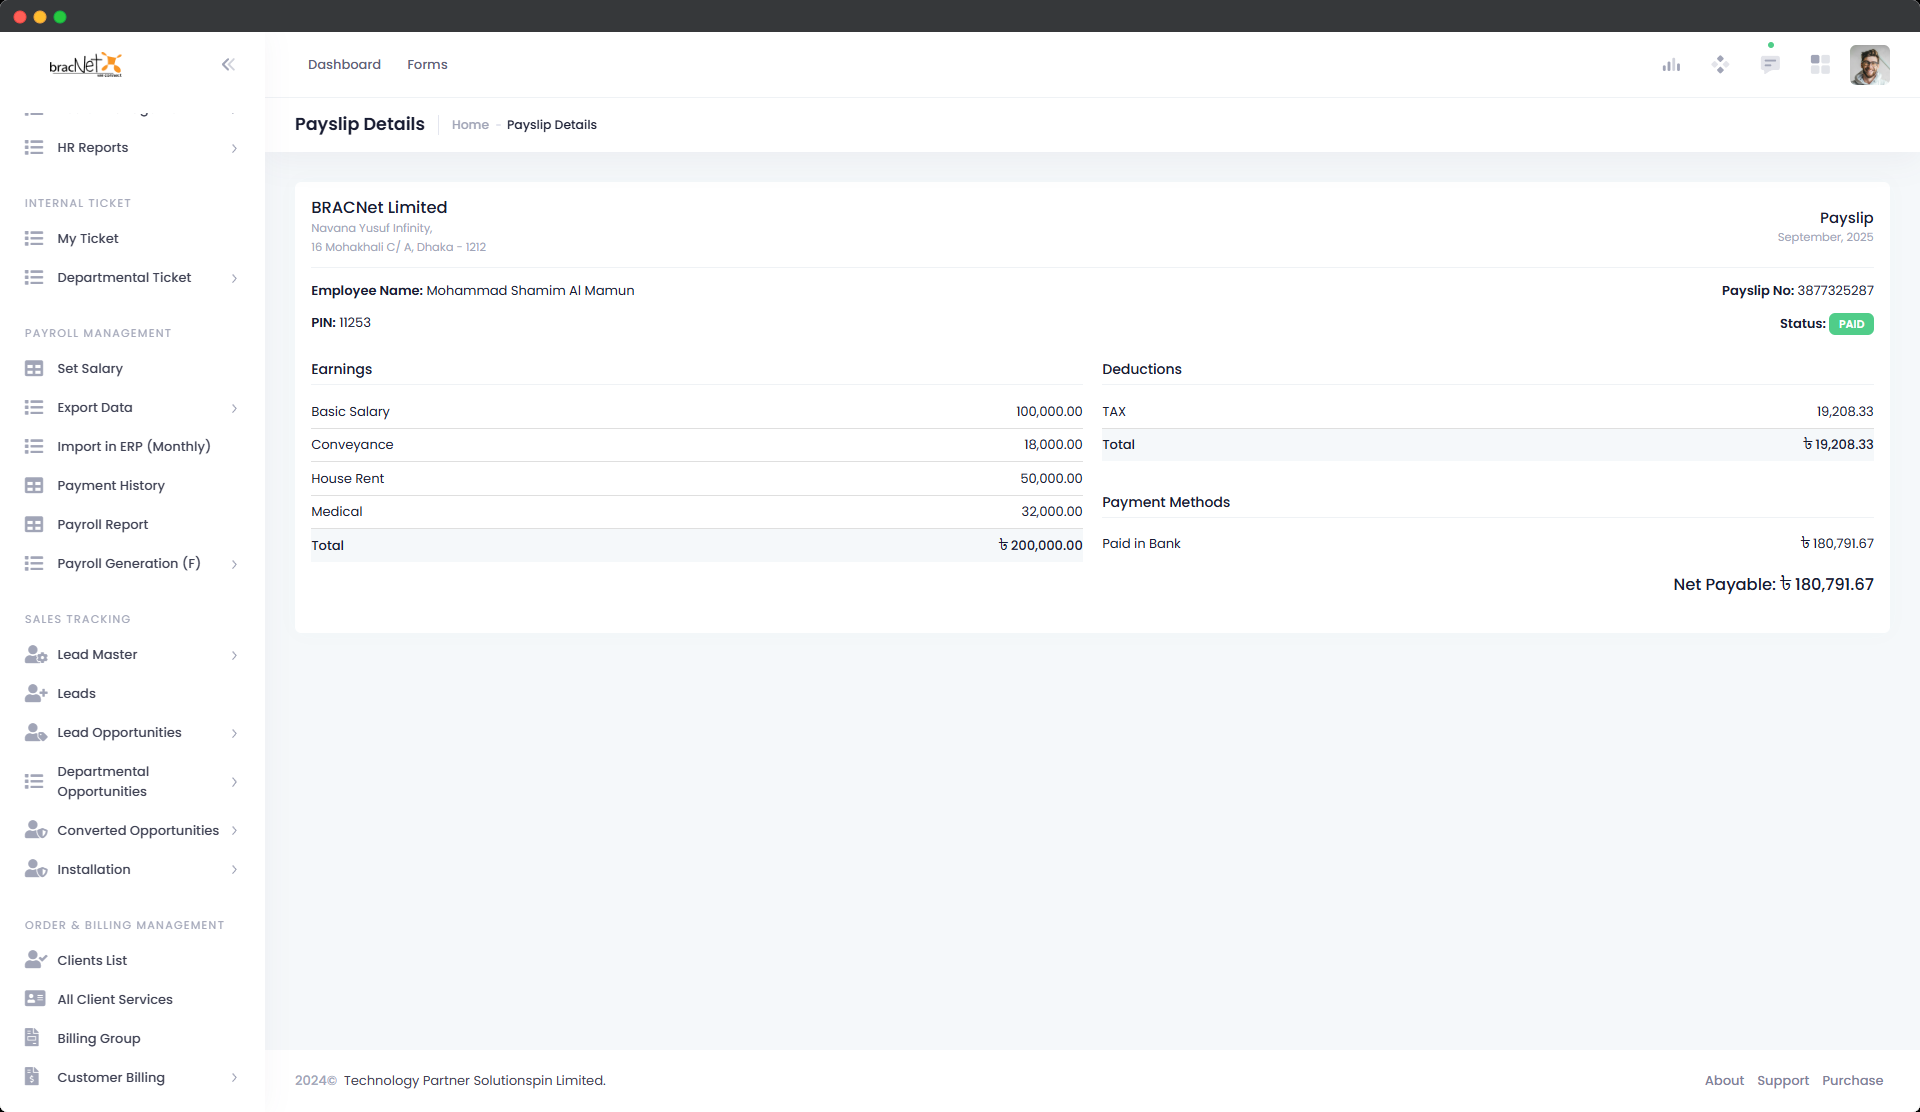 bracNet
Dashboard
Forms
HR Reports
INTERNAL TICKET
My Ticket
Departmental Ticket
PAYROLL MANAGEMENT
Set Salary
Export Data
Import in ERP (Monthly)
Payment History
Payroll Report
Payroll Generation (F)
SALES TRACKING
Lead Master
Leads
Lead Opportunities
Departmental
Opportunities
Converted Opportunities
Installation
ORDER & BILLING MANAGEMENT
Clients List
All Client Services
Billing Group
Customer Billing
Payslip Details
Home - Payslip Details
BRACNet Limited
Navana Yusuf Infinity,
16 Mohakhali C/ A, Dhaka - 1212
Payslip
September, 2025
Employee Name: Mohammad Shamim Al Mamun
PIN: 11253
Payslip No: 3877325287
Status: PAID
Earnings
Basic Salary 100,000.00
Conveyance 18,000.00
House Rent 50,000.00
Medical 32,000.00
Total ৳ 200,000.00
Deductions
TAX 19,208.33
Total ৳ 19,208.33
Payment Methods
Paid in Bank ৳ 180,791.67
Net Payable: ৳ 180,791.67
2024© Technology Partner Solutionspin Limited.
About Support Purchase